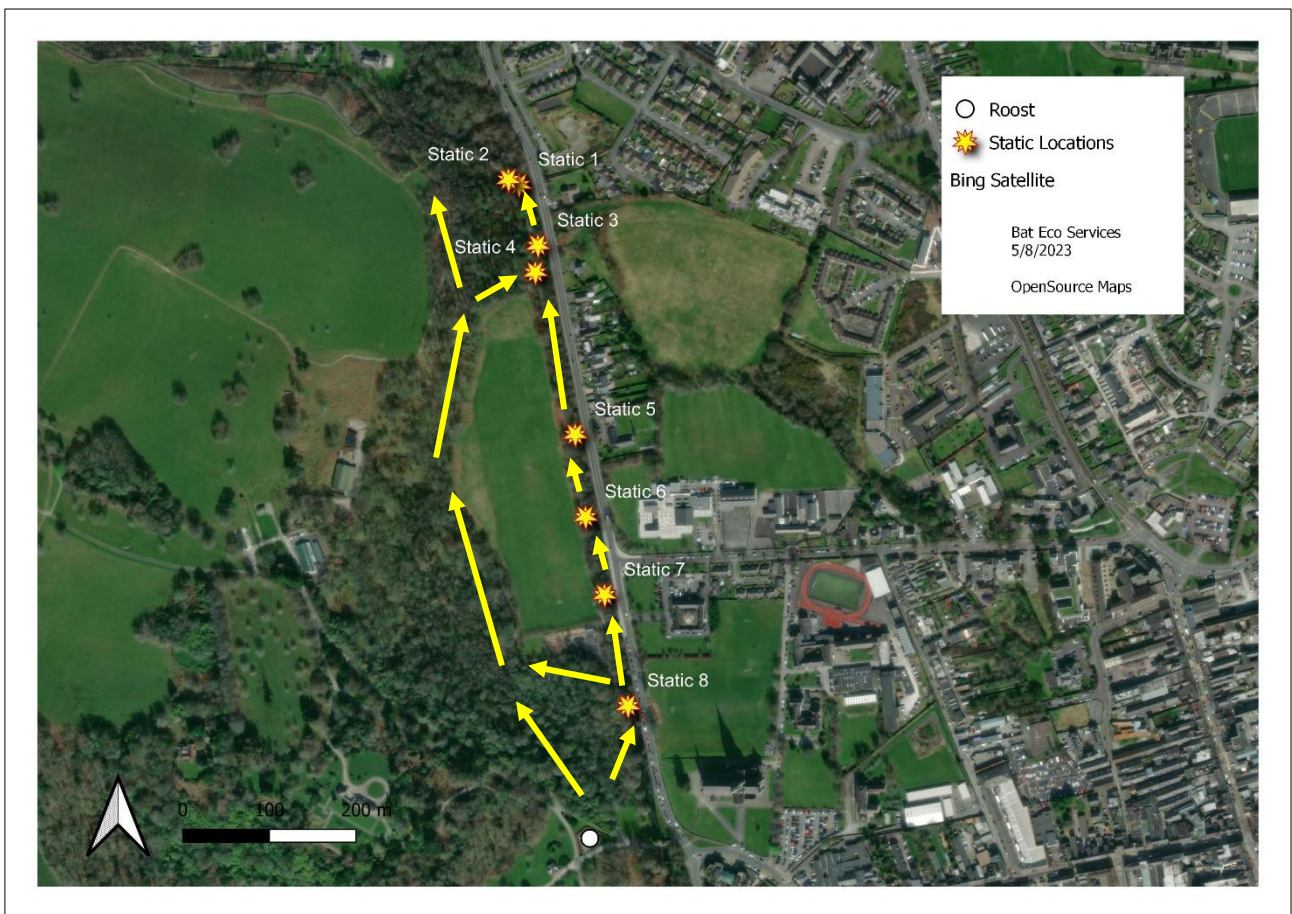 Roost
Static Locations
Bing Satellite
Bat Eco Services
5/8/2023
OpenSource Maps
Static 2
Static 1
Static 3
Static 4
Static 5
Static 6
Static 7
Static 8
0 100 200 m